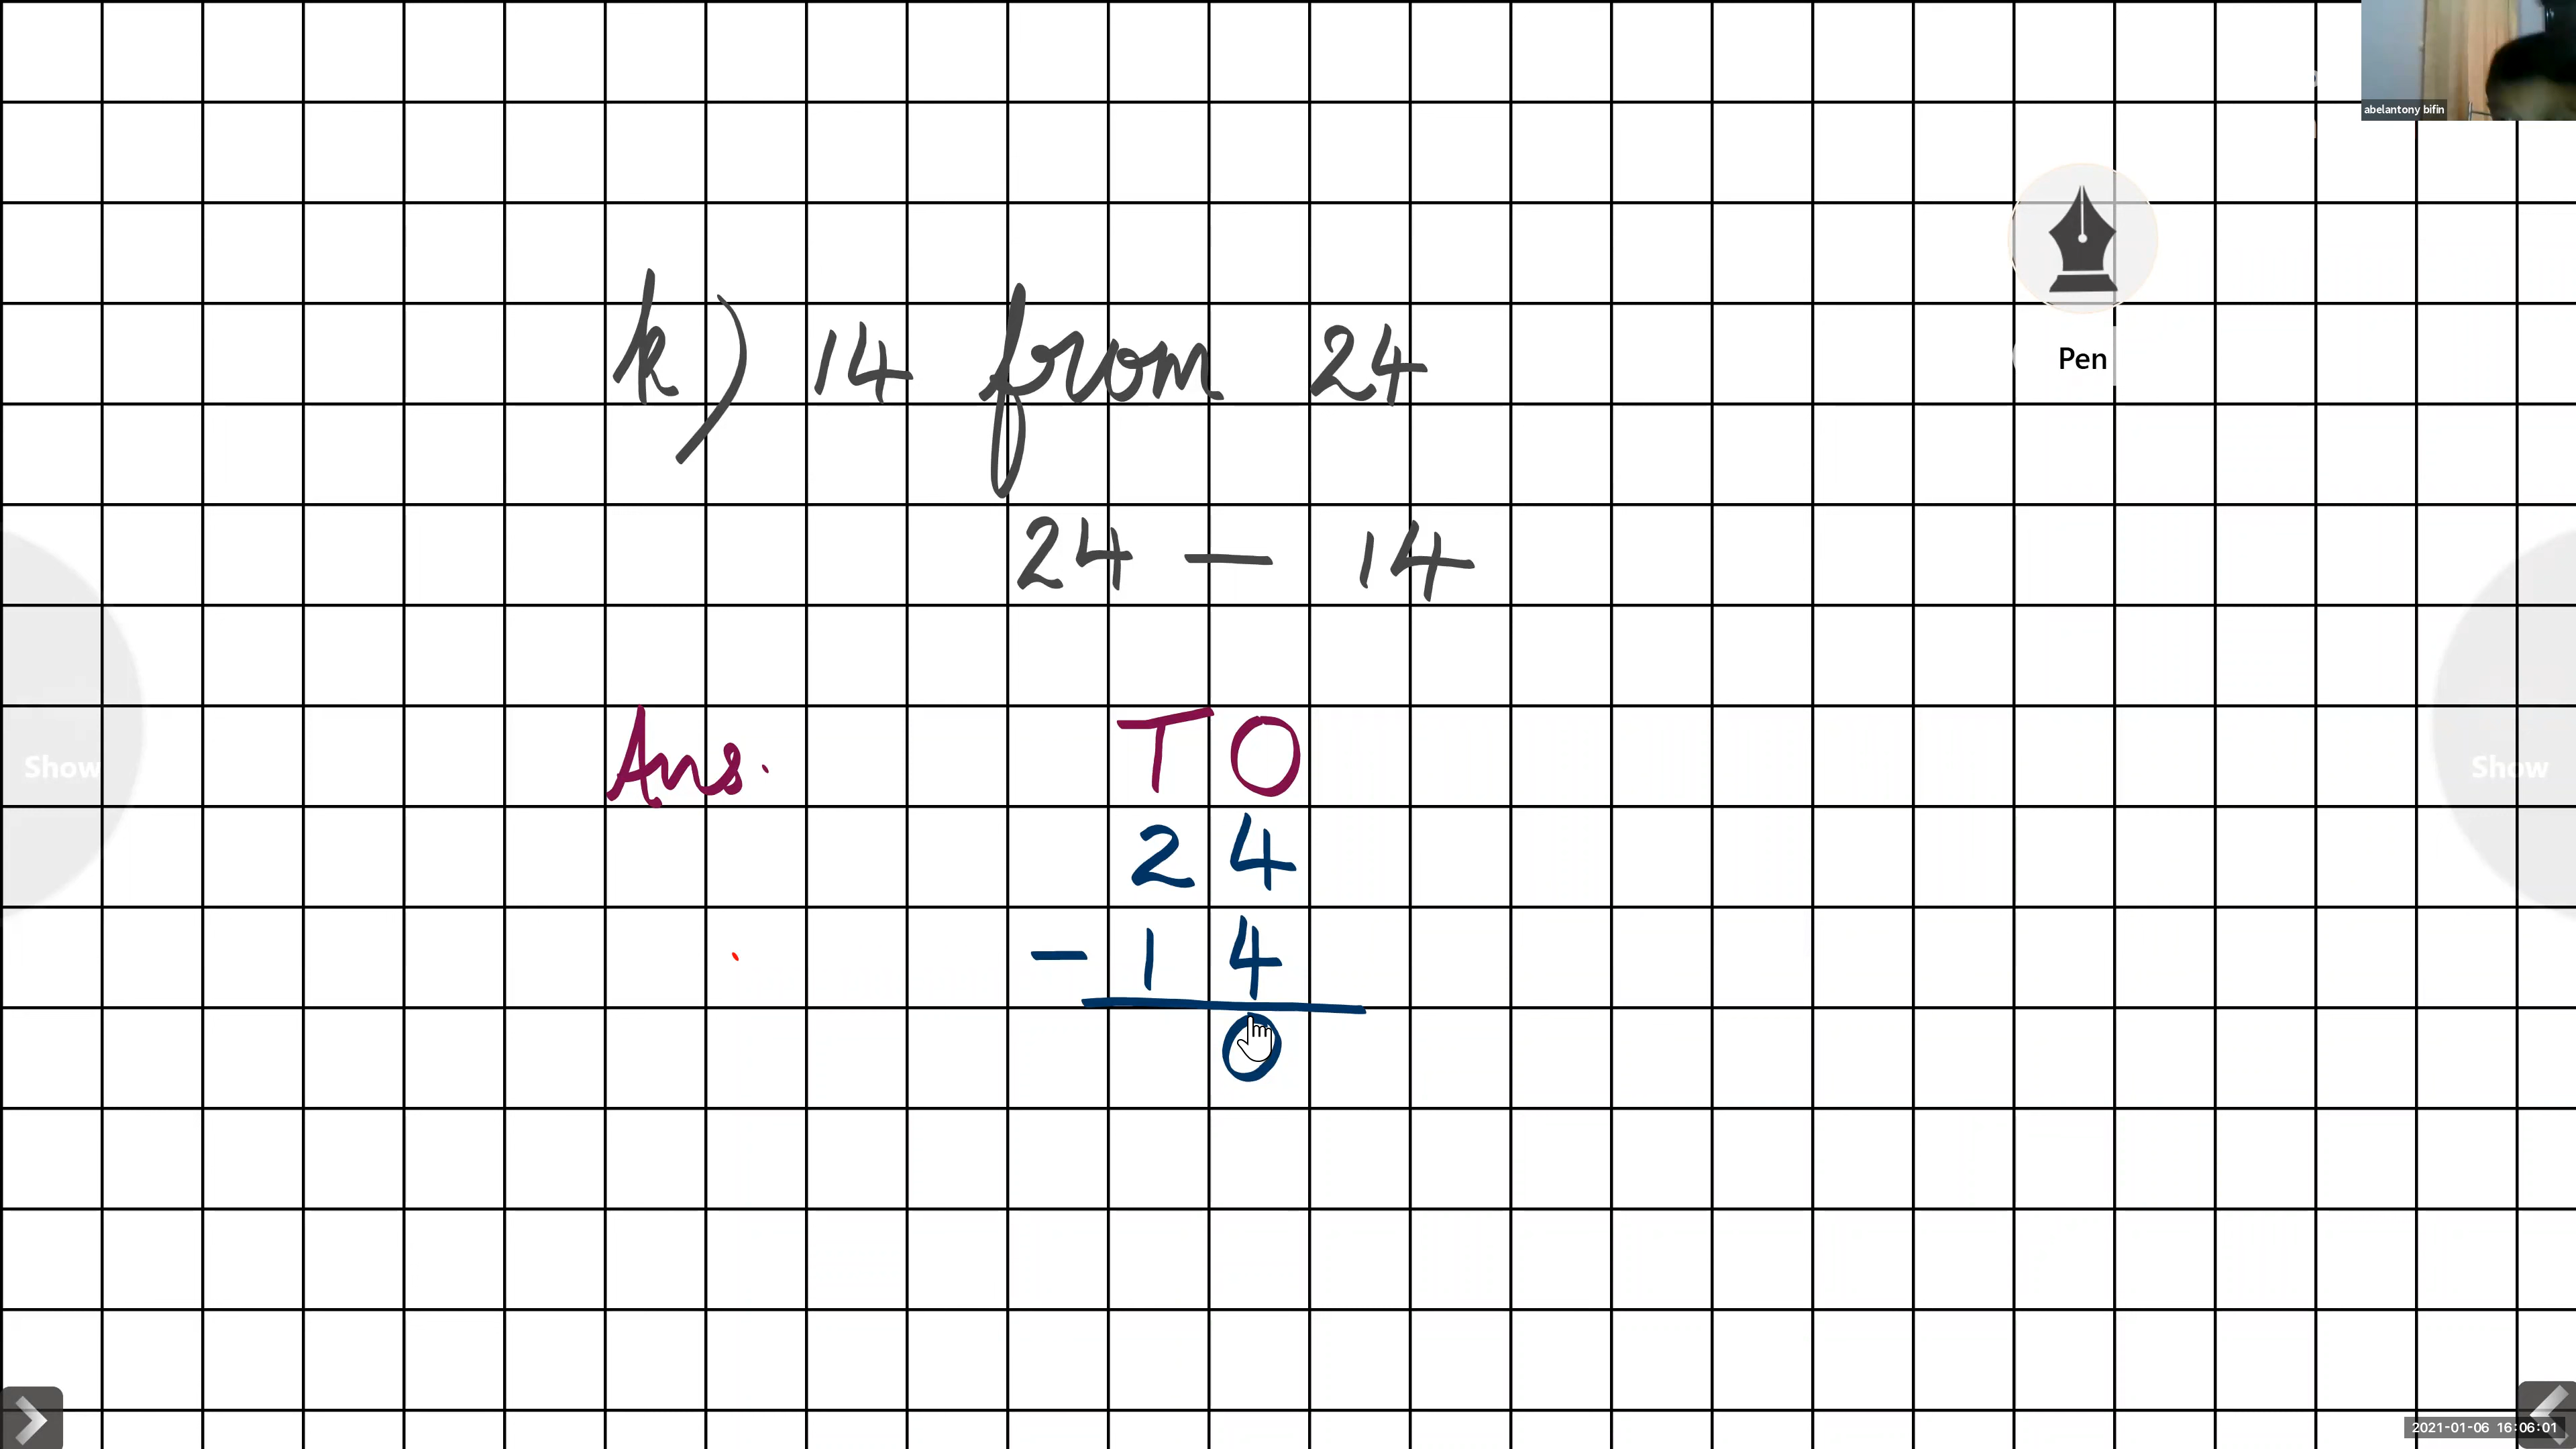 abelantony bifin
k) 14 from 24
Pen
24 — 14
Ans. T O
Show
Show
2 4
- 1 4
0
2021-01-06 16:06:01